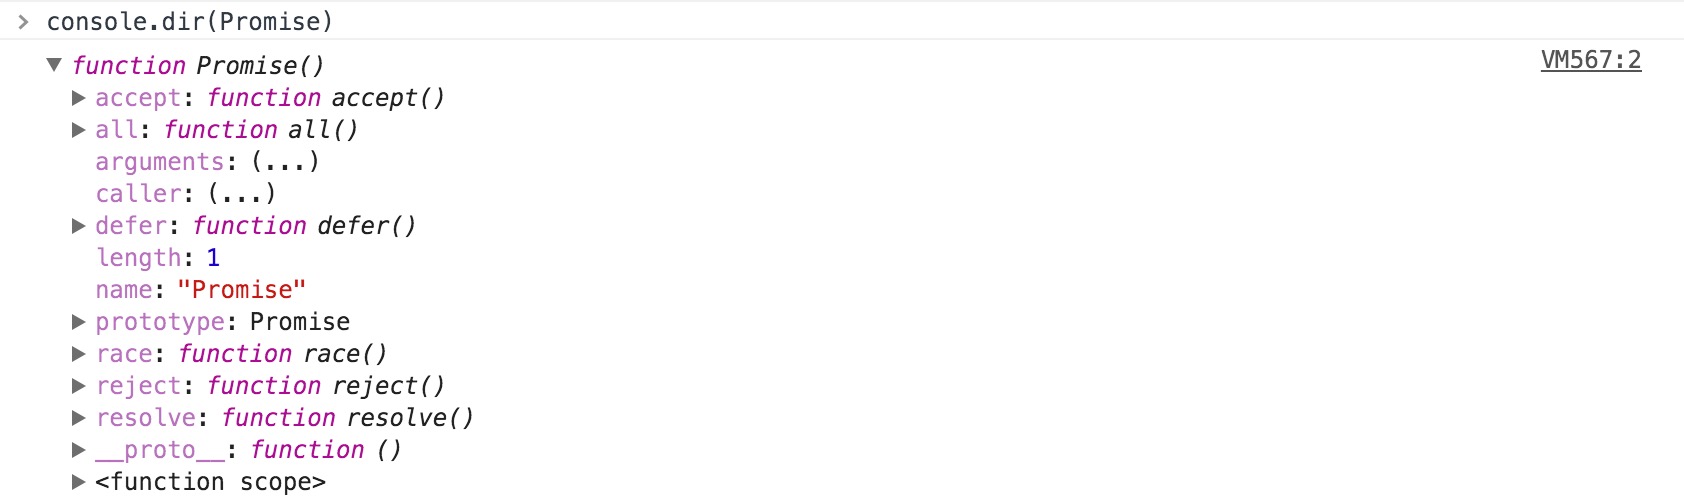 > console.dir(Promise)
▼ function Promise() VM567:2
▶ accept: function accept()
▶ all: function all()
arguments: (...)
caller: (...)
▶ defer: function defer()
length: 1
name: "Promise"
▶ prototype: Promise
▶ race: function race()
▶ reject: function reject()
▶ resolve: function resolve()
▶ __proto__: function ()
▶ <function scope>